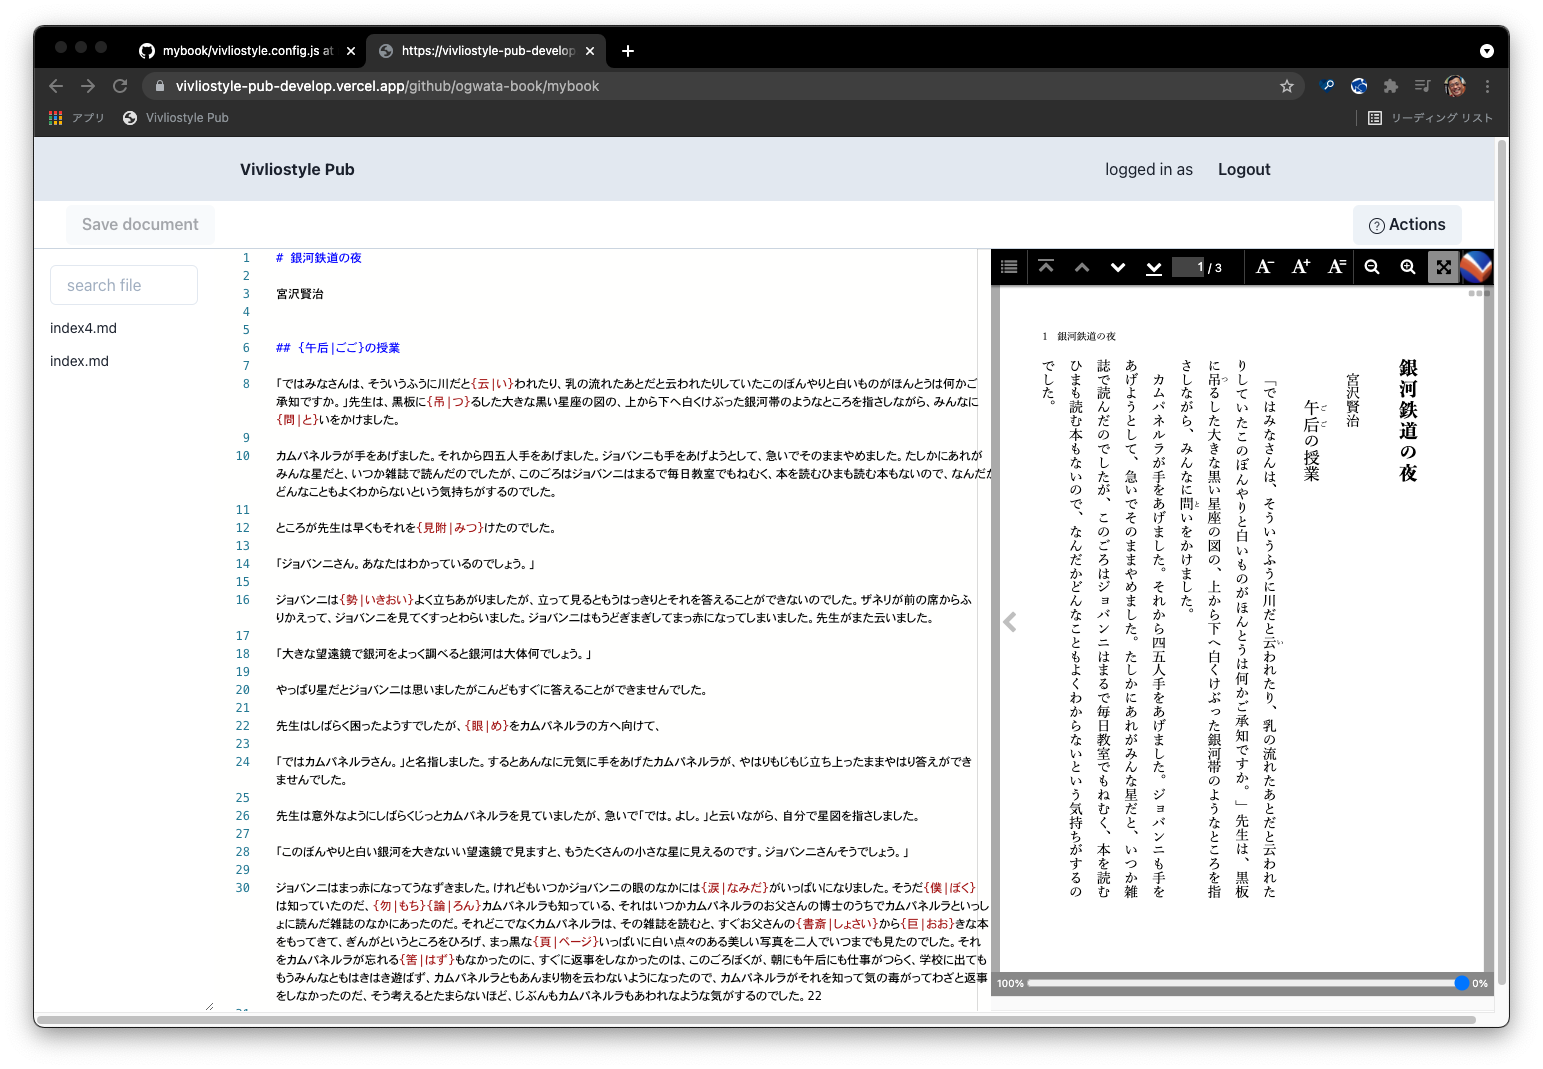 mybook/vivliostyle.config.js at
https://vivliostyle-pub-develop
vivliostyle-pub-develop.vercel.app/github/ogwata-book/mybook
アプリ
Vivliostyle Pub
リーディング リスト
Vivliostyle Pub
logged in as
Logout
Save document
Actions
search file
index4.md
index.md
1 # 銀河鉄道の夜
2
3 宮沢賢治
4
5
6 ## {午后|ごご}の授業
7
8 「ではみなさんは、そういうふうに川だと{云|い}われたり、乳の流れたあとだと云われたりしていたこのぼんやりと白いものがほんとうは何かご
承知ですか。」先生は、黒板に{吊|つ}るした大きな黒い星座の図の、上から下へ白くけぶった銀河帯のようなところを指さしながら、みんなに
{問|と}いをかけました。
9
10 カムパネルラが手をあげました。それから四五人手をあげました。ジョバンニも手をあげようとして、急いでそのままやめました。たしかにあれが
みんな星だと、いつか雑誌で読んだのでしたが、このごろはジョバンニはまるで毎日教室でもねむく、本を読むひまも読む本もないので、なんだか
どんなこともよくわからないという気持ちがするのでした。
11
12 ところが先生は早くもそれを{見附|みつ}けたのでした。
13
14 「ジョバンニさん。あなたはわかっているのでしょう。」
15
16 ジョバンニは{勢|いきおい}よく立ちあがりましたが、立って見るともうはっきりとそれを答えることができないのでした。ザネリが前の席からふ
りかえって、ジョバンニを見てくすっとわらいました。ジョバンニはもうどぎまぎしてまっ赤になってしまいました。先生がまた云いました。
17
18 「大きな望遠鏡で銀河をよっく調べると銀河は大体何でしょう。」
19
20 やっぱり星だとジョバンニは思いましたがこんどもすぐに答えることができませんでした。
21
22 先生はしばらく困ったようすでしたが、{眼|め}をカムパネルラの方へ向けて、
23
24 「ではカムパネルラさん。」と名指しました。するとあんなに元気に手をあげたカムパネルラが、やはりもじもじ立ち上ったままやはり答えができ
ませんでした。
25
26 先生は意外なようにしばらくじっとカムパネルラを見ていましたが、急いで「では。よし。」と云いながら、自分で星図を指さしました。
27
28 「このぼんやりと白い銀河を大きないい望遠鏡で見ますと、もうたくさんの小さな星に見えるのです。ジョバンニさんそうでしょう。」
29
30 ジョバンニはまっ赤になってうなずきました。けれどもいつかジョバンニの眼のなかには{涙|なみだ}がいっぱいになりました。そうだ{僕|ぼく}
は知っていたのだ、{勿|もち}{論|ろん}カムパネルラも知っている、それはいつかカムパネルラのお父さんの博士のうちでカムパネルラといっし
ょに読んだ雑誌のなかにあったのだ。それどこでなくカムパネルラは、その雑誌を読むと、すぐお父さんの{書斎|しょさい}から{巨|おお}きな本
をもってきて、ぎんがというところをひろげ、まっ黒な{頁|ページ}いっぱいに白い点々のある美しい写真を二人でいつまでも見たのでした。それ
をカムパネルラが忘れる{筈|はず}もなかったのに、すぐに返事をしなかったのは、このごろぼくが、朝にも午后にも仕事がつらく、学校に出ても
もうみんなともはきはき遊ばず、カムパネルラともあんまり物を云わないようになったので、カムパネルラがそれを知って気の毒がってわざと返事
をしなかったのだ、そう考えるとたまらないほど、じぶんもカムパネルラもあわれなような気がするのでした。22
31
1 / 3
A- A+ A=
1 銀河鉄道の夜
銀河鉄道の夜
宮沢賢治
午后の授業
ごご
「ではみなさんは、そういうふうに川だと云われたり、乳の流れたあとだと云われた
い
りしていたこのぼんやりと白いものがほんとうは何かご承知ですか。」先生は、黒板
に吊るした大きな黒い星座の図の、上から下へ白くけぶった銀河帯のようなところを指
つ
さしながら、みんなに問いをかけました。
と
カムパネルラが手をあげました。それから四五人手をあげました。ジョバンニも手を
あげようとして、急いでそのままやめました。たしかにあれがみんな星だと、いつか雑
誌で読んだのでしたが、このごろはジョバンニはまるで毎日教室でもねむく、本を読む
ひまも読む本もないので、なんだかどんなこともよくわからないという気持ちがするの
でした。
100%
0%